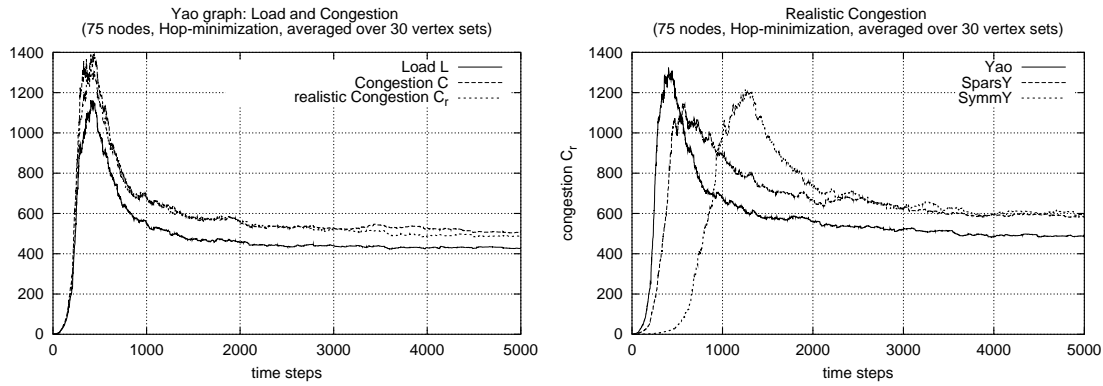 Yao graph: Load and Congestion
(75 nodes, Hop-minimization, averaged over 30 vertex sets)
1400
1200
1000
800
600
400
200
0
0 1000 2000 3000 4000 5000
time steps
Load L
Congestion C
realistic Congestion Cr
Realistic Congestion
(75 nodes, Hop-minimization, averaged over 30 vertex sets)
congestion Cr
1400
1200
1000
800
600
400
200
0
0 1000 2000 3000 4000 5000
time steps
Yao
SparsY
SymmY